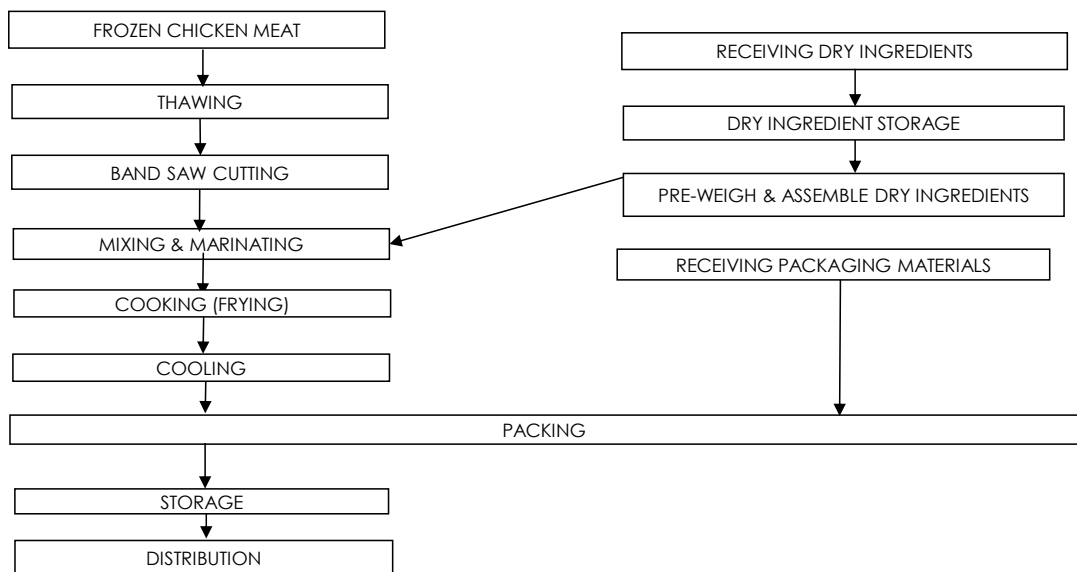 FROZEN CHICKEN MEAT
RECEIVING DRY INGREDIENTS
THAWING
DRY INGREDIENT STORAGE
BAND SAW CUTTING
PRE-WEIGH & ASSEMBLE DRY INGREDIENTS
MIXING & MARINATING
RECEIVING PACKAGING MATERIALS
COOKING (FRYING)
COOLING
PACKING
STORAGE
DISTRIBUTION